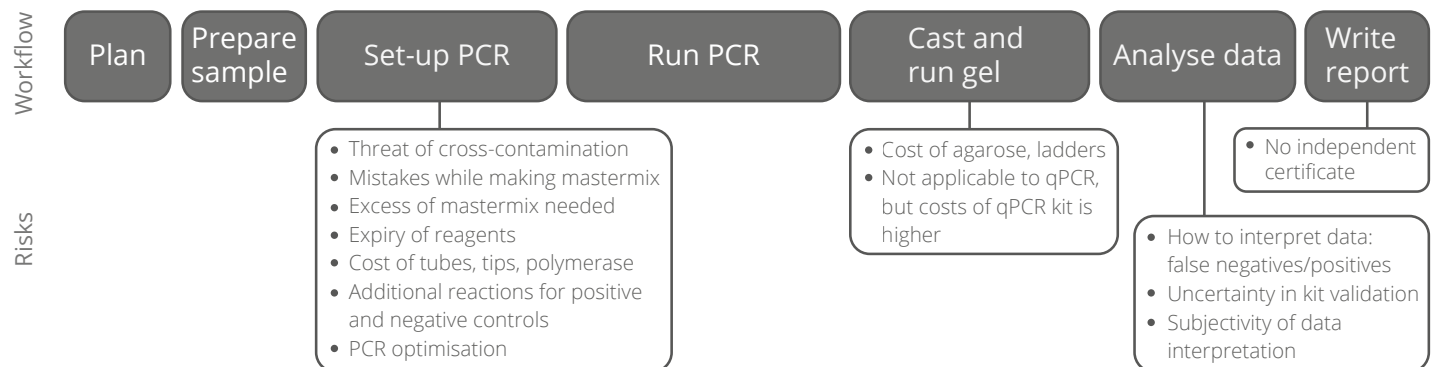 Workflow
Plan
Prepare
sample
Set-up PCR
Run PCR
Cast and
run gel
Analyse data
Write
report
Risks
• Threat of cross-contamination
• Mistakes while making mastermix
• Excess of mastermix needed
• Expiry of reagents
• Cost of tubes, tips, polymerase
• Additional reactions for positive
and negative controls
• PCR optimisation
• Cost of agarose, ladders
• Not applicable to qPCR,
but costs of qPCR kit is
higher
• How to interpret data:
false negatives/positives
• Uncertainty in kit validation
• Subjectivity of data
interpretation
• No independent
certificate